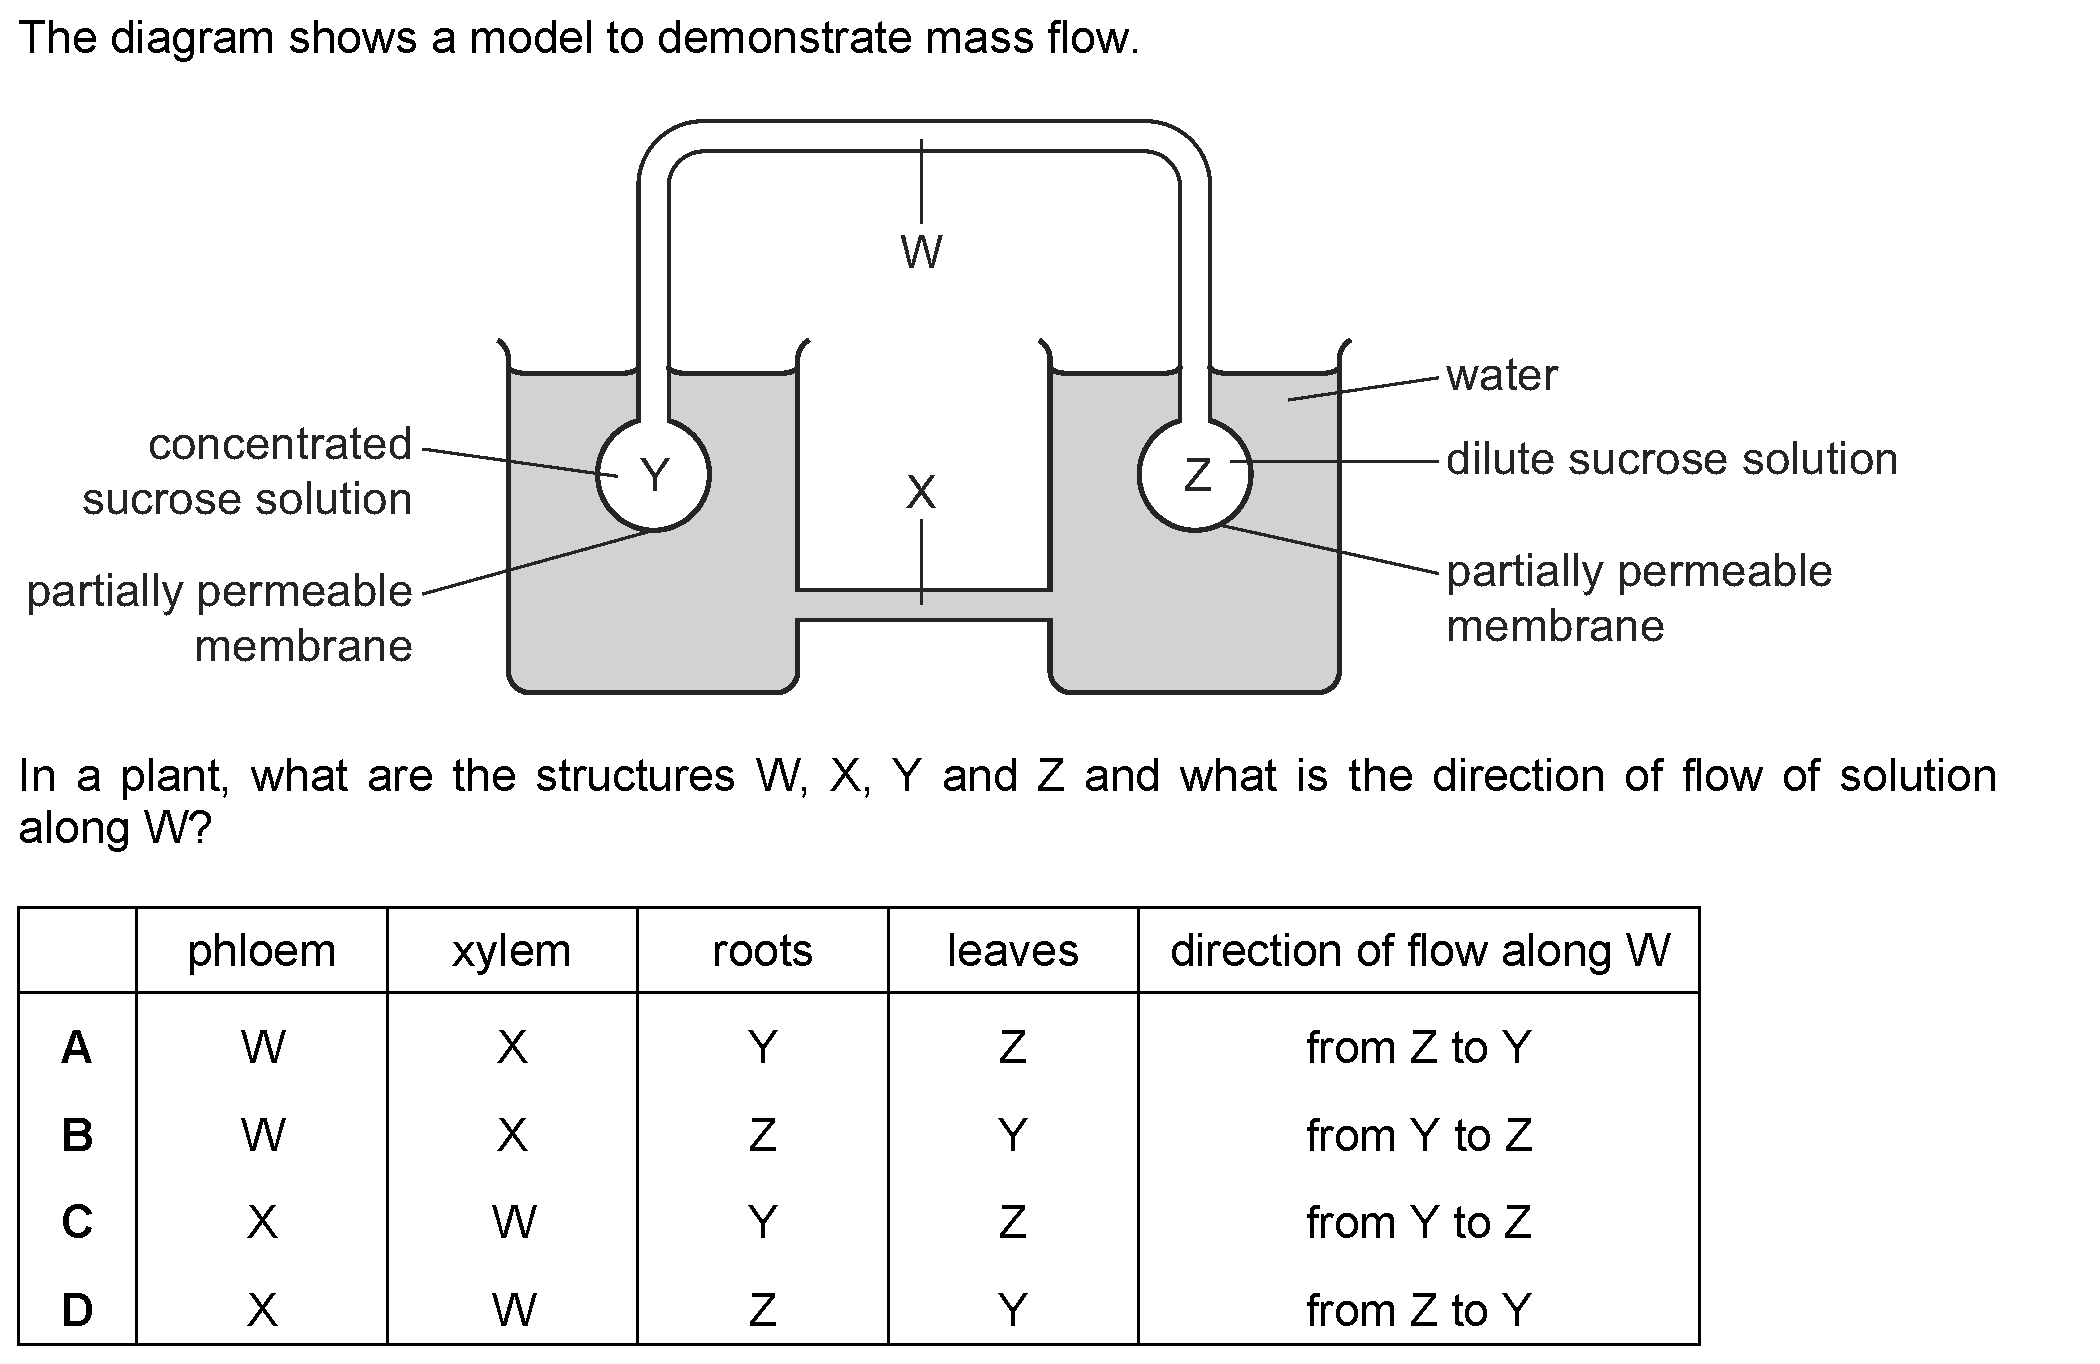 The diagram shows a model to demonstrate mass flow.
W
water
concentrated
sucrose solution
Y
X
Z
dilute sucrose solution
partially permeable
membrane
partially permeable
membrane
In a plant, what are the structures W, X, Y and Z and what is the direction of flow of solution
along W?
phloem xylem roots leaves direction of flow along W
A W X Y Z from Z to Y
B W X Z Y from Y to Z
C X W Y Z from Y to Z
D X W Z Y from Z to Y